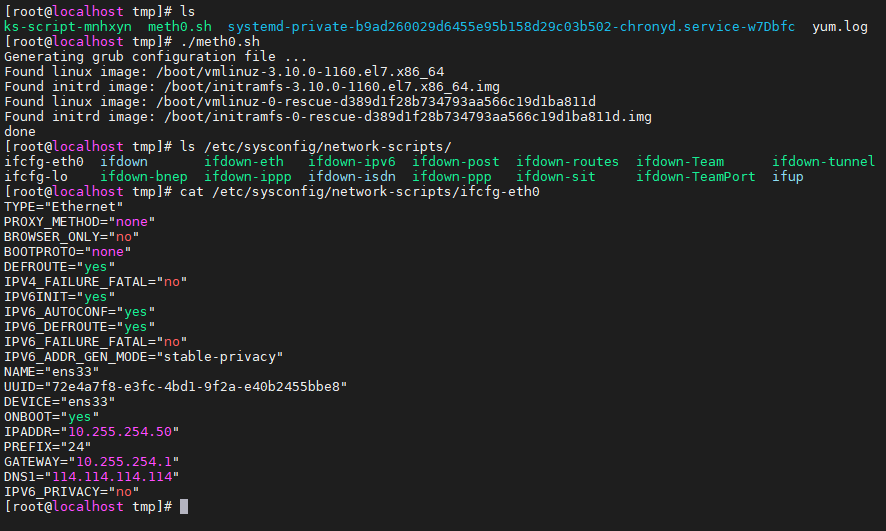 [root@localhost tmp]# ls
ks-script-mnhxyn  meth0.sh  systemd-private-b9ad260029d6455e95b158d29c03b502-chronyd.service-w7Dbfc  yum.log
[root@localhost tmp]# ./meth0.sh
Generating grub configuration file ...
Found linux image: /boot/vmlinuz-3.10.0-1160.el7.x86_64
Found initrd image: /boot/initramfs-3.10.0-1160.el7.x86_64.img
Found linux image: /boot/vmlinuz-0-rescue-d389d1f28b734793aa566c19d1ba811d
Found initrd image: /boot/initramfs-0-rescue-d389d1f28b734793aa566c19d1ba811d.img
done
[root@localhost tmp]# ls /etc/sysconfig/network-scripts/
ifcfg-eth0  ifdown       ifdown-eth   ifdown-ipv6  ifdown-post  ifdown-routes  ifdown-Team      ifdown-tunnel
ifcfg-lo    ifdown-bnep  ifdown-ippp  ifdown-isdn  ifdown-ppp   ifdown-sit     ifdown-TeamPort  ifup
[root@localhost tmp]# cat /etc/sysconfig/network-scripts/ifcfg-eth0
TYPE="Ethernet"
PROXY_METHOD="none"
BROWSER_ONLY="no"
BOOTPROTO="none"
DEFROUTE="yes"
IPV4_FAILURE_FATAL="no"
IPV6INIT="yes"
IPV6_AUTOCONF="yes"
IPV6_DEFROUTE="yes"
IPV6_FAILURE_FATAL="no"
IPV6_ADDR_GEN_MODE="stable-privacy"
NAME="ens33"
UUID="72e4a7f8-e3fc-4bd1-9f2a-e40b2455bbe8"
DEVICE="ens33"
ONBOOT="yes"
IPADDR="10.255.254.50"
PREFIX="24"
GATEWAY="10.255.254.1"
DNS1="114.114.114.114"
IPV6_PRIVACY="no"
[root@localhost tmp]#